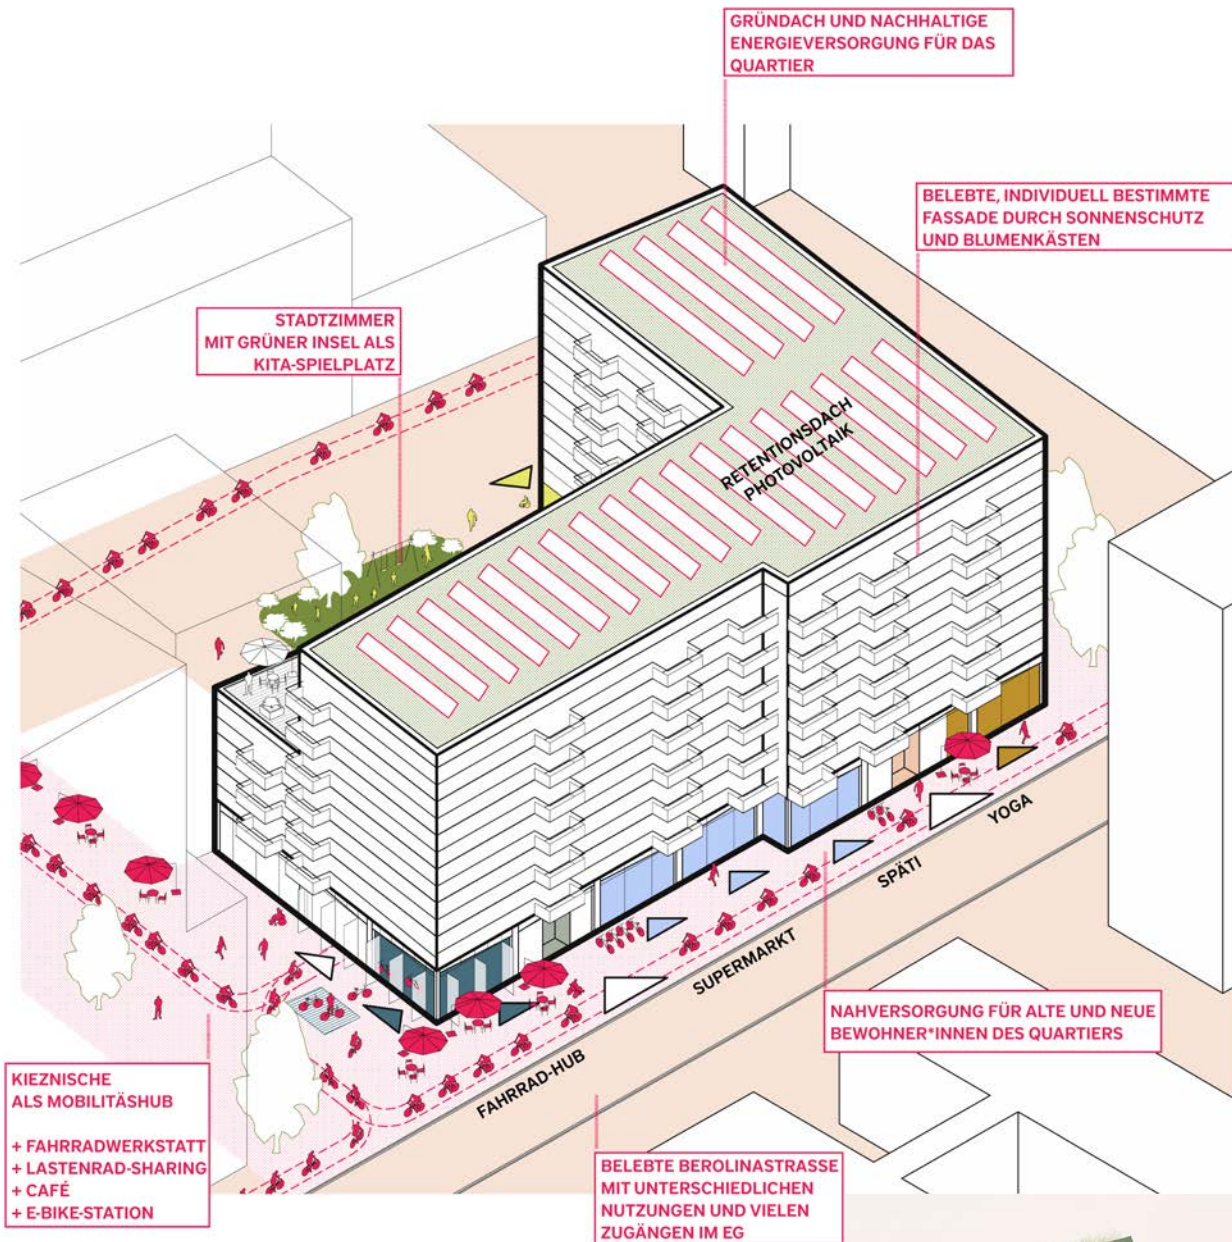 GRÜNDACH UND NACHHALTIGE
ENERGIEVERSORGUNG FÜR DAS
QUARTIER
BELEBTE, INDIVIDUELL BESTIMMTE
FASSADE DURCH SONNENSCHUTZ
UND BLUMENKÄSTEN
STADTZIMMER
MIT GRÜNER INSEL ALS
KITA-SPIELPLATZ
RETENTIONSDACH
PHOTOVOLTAIK
YOGA
SPÄTI
SUPERMARKT
FAHRRAD-HUB
NAHVERSORGUNG FÜR ALTE UND NEUE
BEWOHNER*INNEN DES QUARTIERS
KIEZNISCHE
ALS MOBILITÄSHUB
+ FAHRRADWERKSTATT
+ LASTENRAD-SHARING
+ CAFÉ
+ E-BIKE-STATION
BELEBTE BEROLINASTRASSE
MIT UNTERSCHIEDLICHEN
NUTZUNGEN UND VIELEN
ZUGÄNGEN IM EG